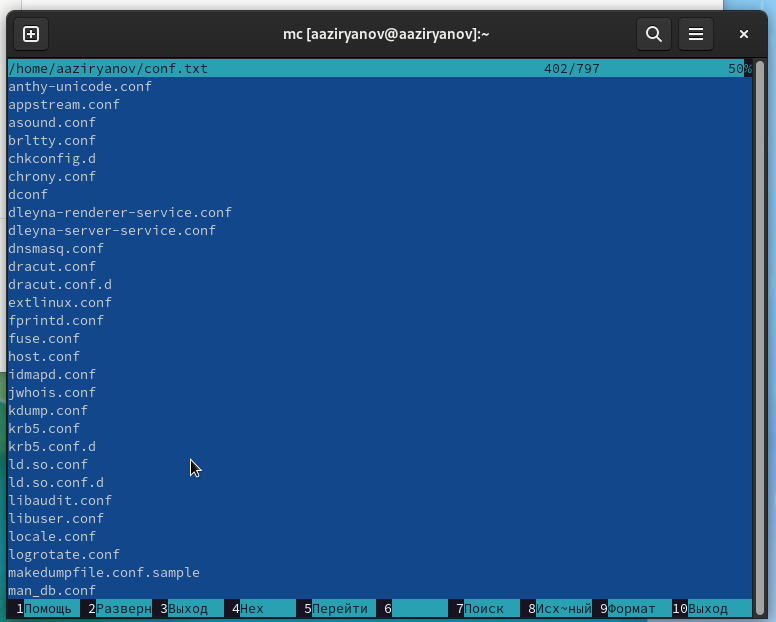 mc [aaziryanov@aaziryanov]:~
/home/aaziryanov/conf.txt 402/797 50%
anthy-unicode.conf
appstream.conf
asound.conf
brltty.conf
chkconfig.d
chrony.conf
dconf
dleyna-renderer-service.conf
dleyna-server-service.conf
dnsmasq.conf
dracut.conf
dracut.conf.d
extlinux.conf
fprintd.conf
fuse.conf
host.conf
idmapd.conf
jwhois.conf
kdump.conf
krb5.conf
krb5.conf.d
ld.so.conf
ld.so.conf.d
libaudit.conf
libuser.conf
locale.conf
logrotate.conf
makedumpfile.conf.sample
man_db.conf
1Помощь 2Разверн 3Выход 4Hex 5Перейти 6 7Поиск 8Исх~ный 9Формат 10Выход